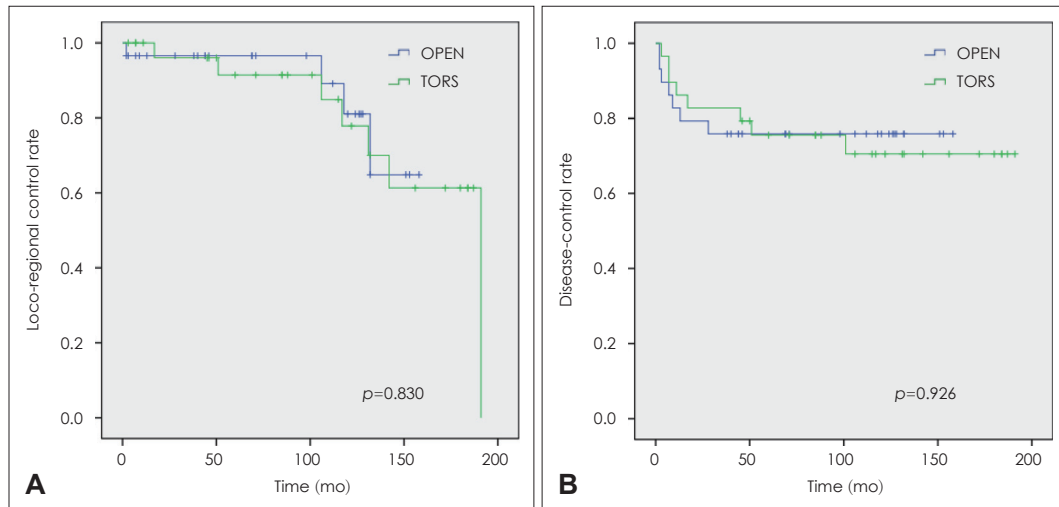 1.0
0.8
0.6
0.4
0.2
0.0
Loco-regional control rate
OPEN
TORS
p=0.830
0 50 100 150 200
Time (mo)
A
1.0
0.8
0.6
0.4
0.2
0.0
Disease-control rate
OPEN
TORS
p=0.926
0 50 100 150 200
Time (mo)
B